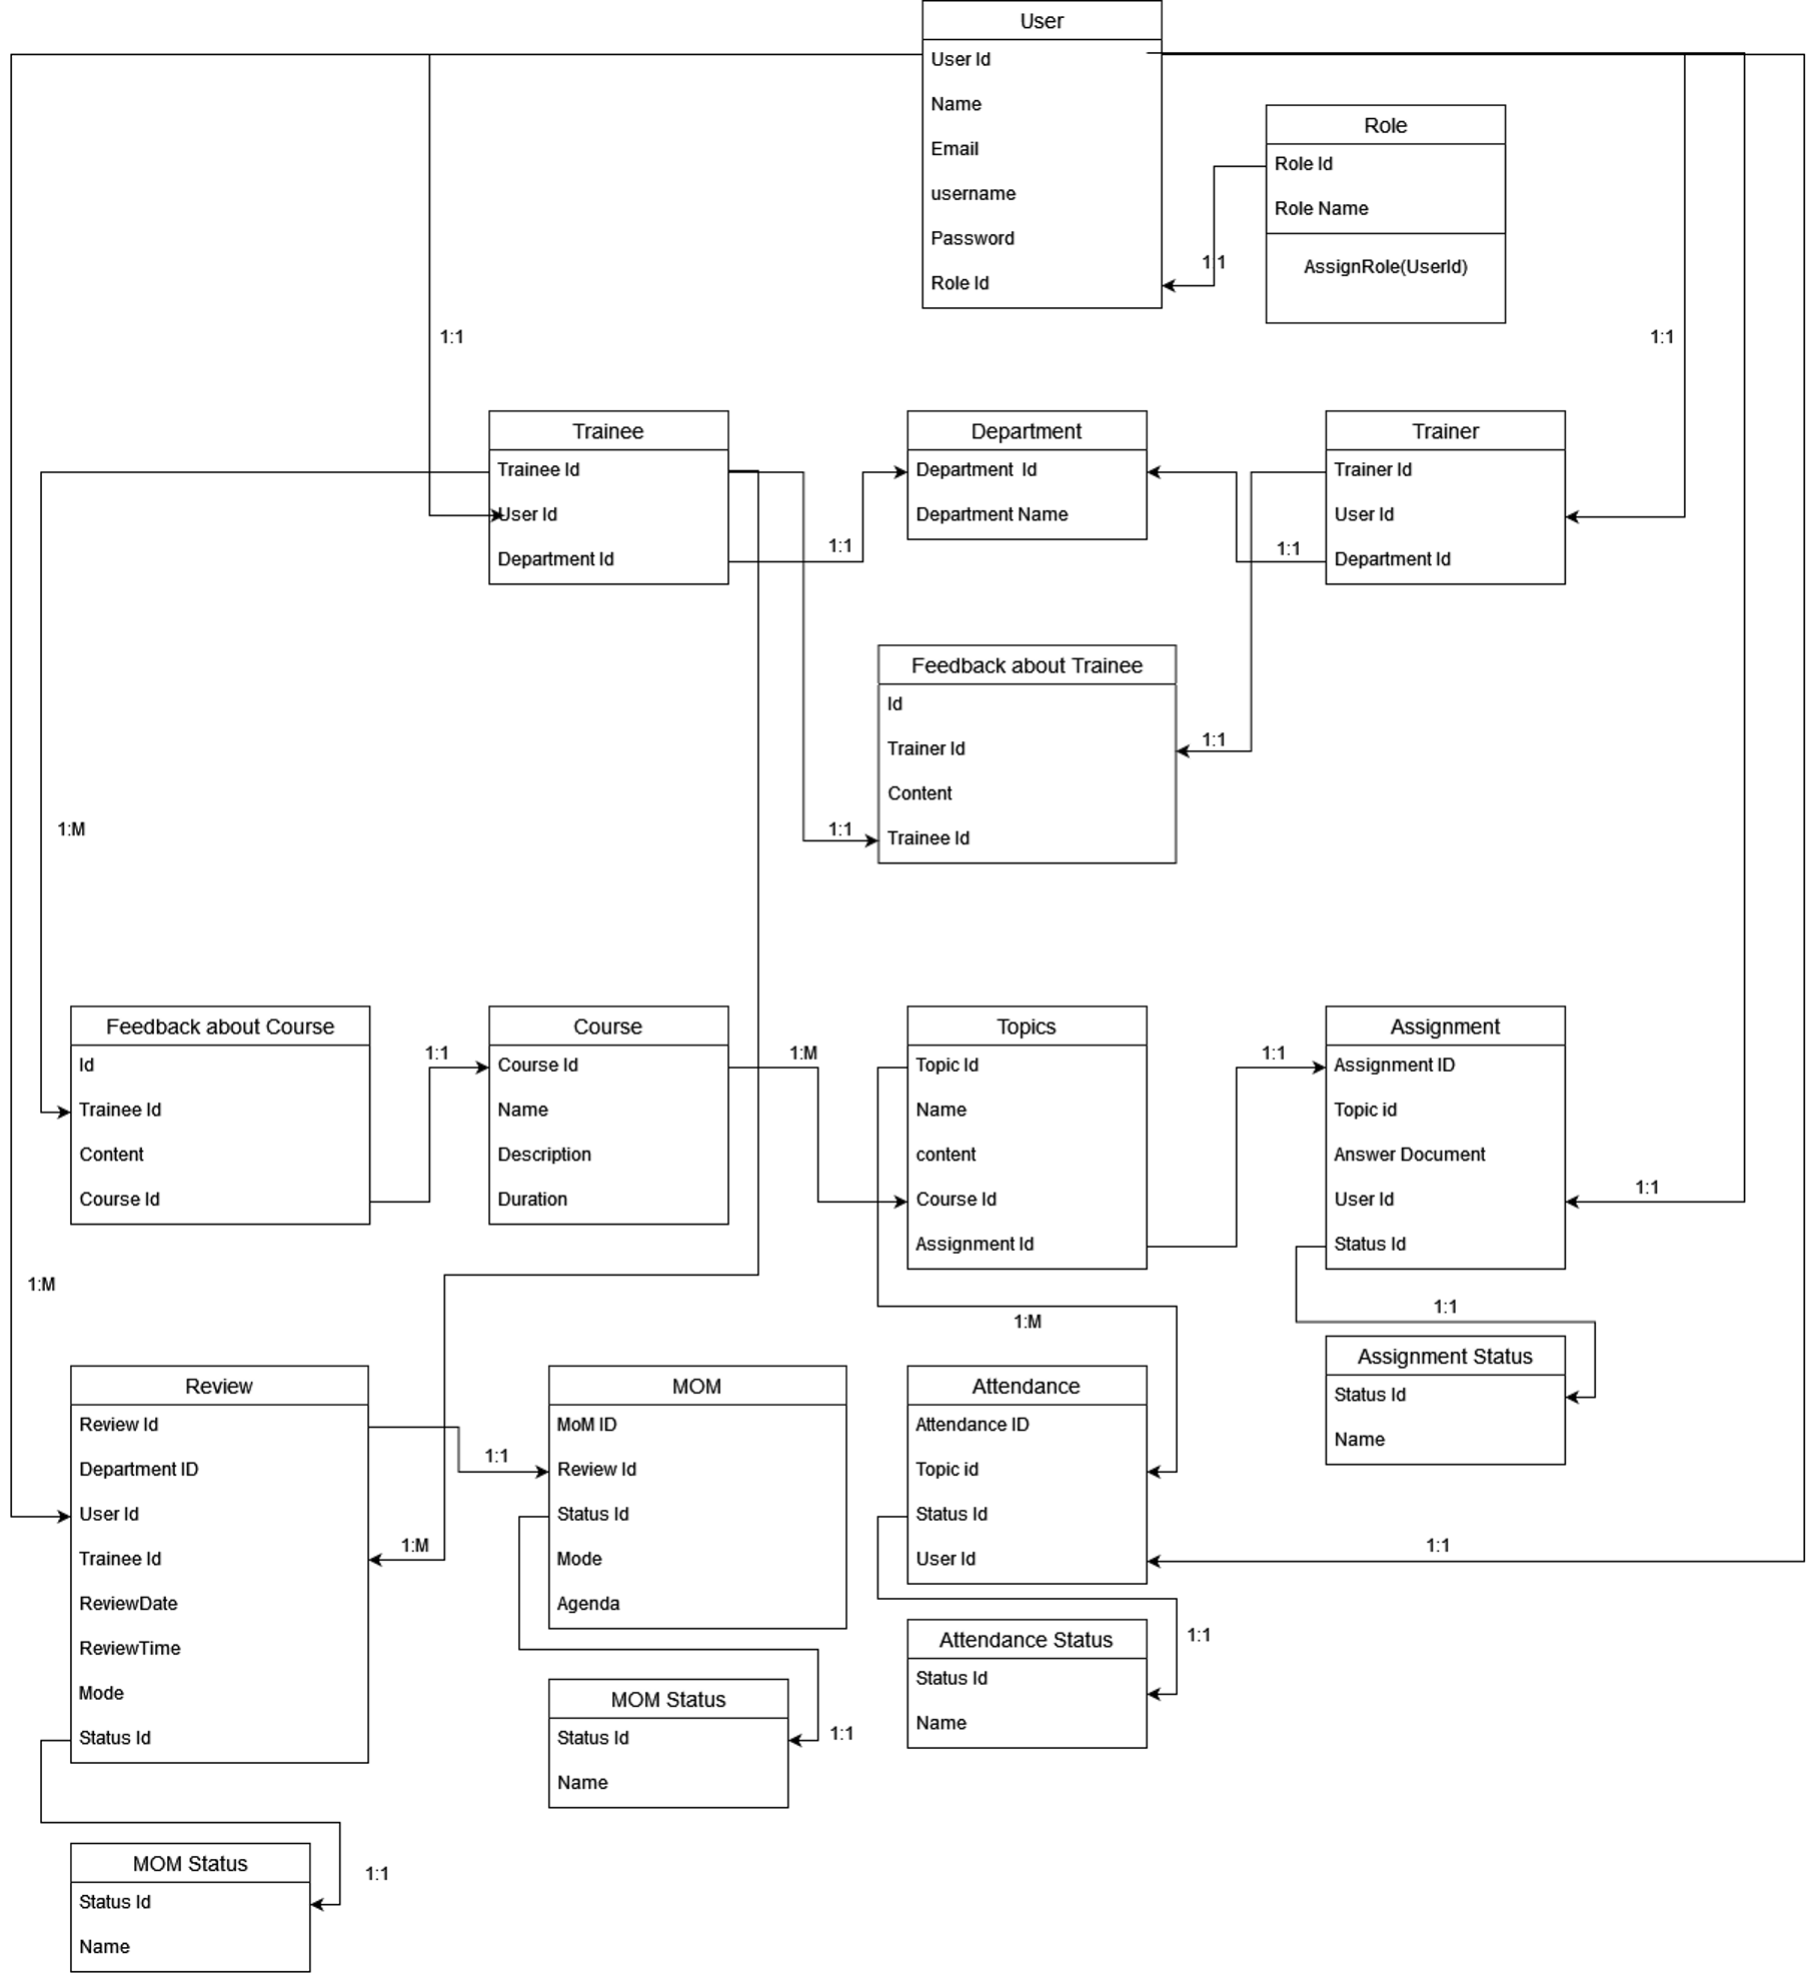 User
User Id
Name
Email
username
Password
Role Id
Role
Role Id
Role Name
AssignRole(UserId)
1:1
1:1
1:1
Trainee
Trainee Id
User Id
Department Id
1:1
Department
Department  Id
Department Name
1:1
Trainer
Trainer Id
User Id
Department Id
Feedback about Trainee
Id
Trainer Id
Content
Trainee Id
1:1
1:1
1:M
Feedback about Course
Id
Trainee Id
Content
Course Id
1:1
Course
Course Id
Name
Description
Duration
1:M
Topics
Topic Id
Name
content
Course Id
Assignment Id
1:1
Assignment
Assignment ID
Topic id
Answer Document
User Id
Status Id
1:1
1:M
1:M
1:1
Assignment Status
Status Id
Name
Review
Review Id
Department ID
User Id
Trainee Id
ReviewDate
ReviewTime
Mode
Status Id
1:1
1:M
MOM
MoM ID
Review Id
Status Id
Mode
Agenda
Attendance
Attendance ID
Topic id
Status Id
User Id
1:1
Attendance Status
Status Id
Name
1:1
MOM Status
Status Id
Name
1:1
MOM Status
Status Id
Name
1:1